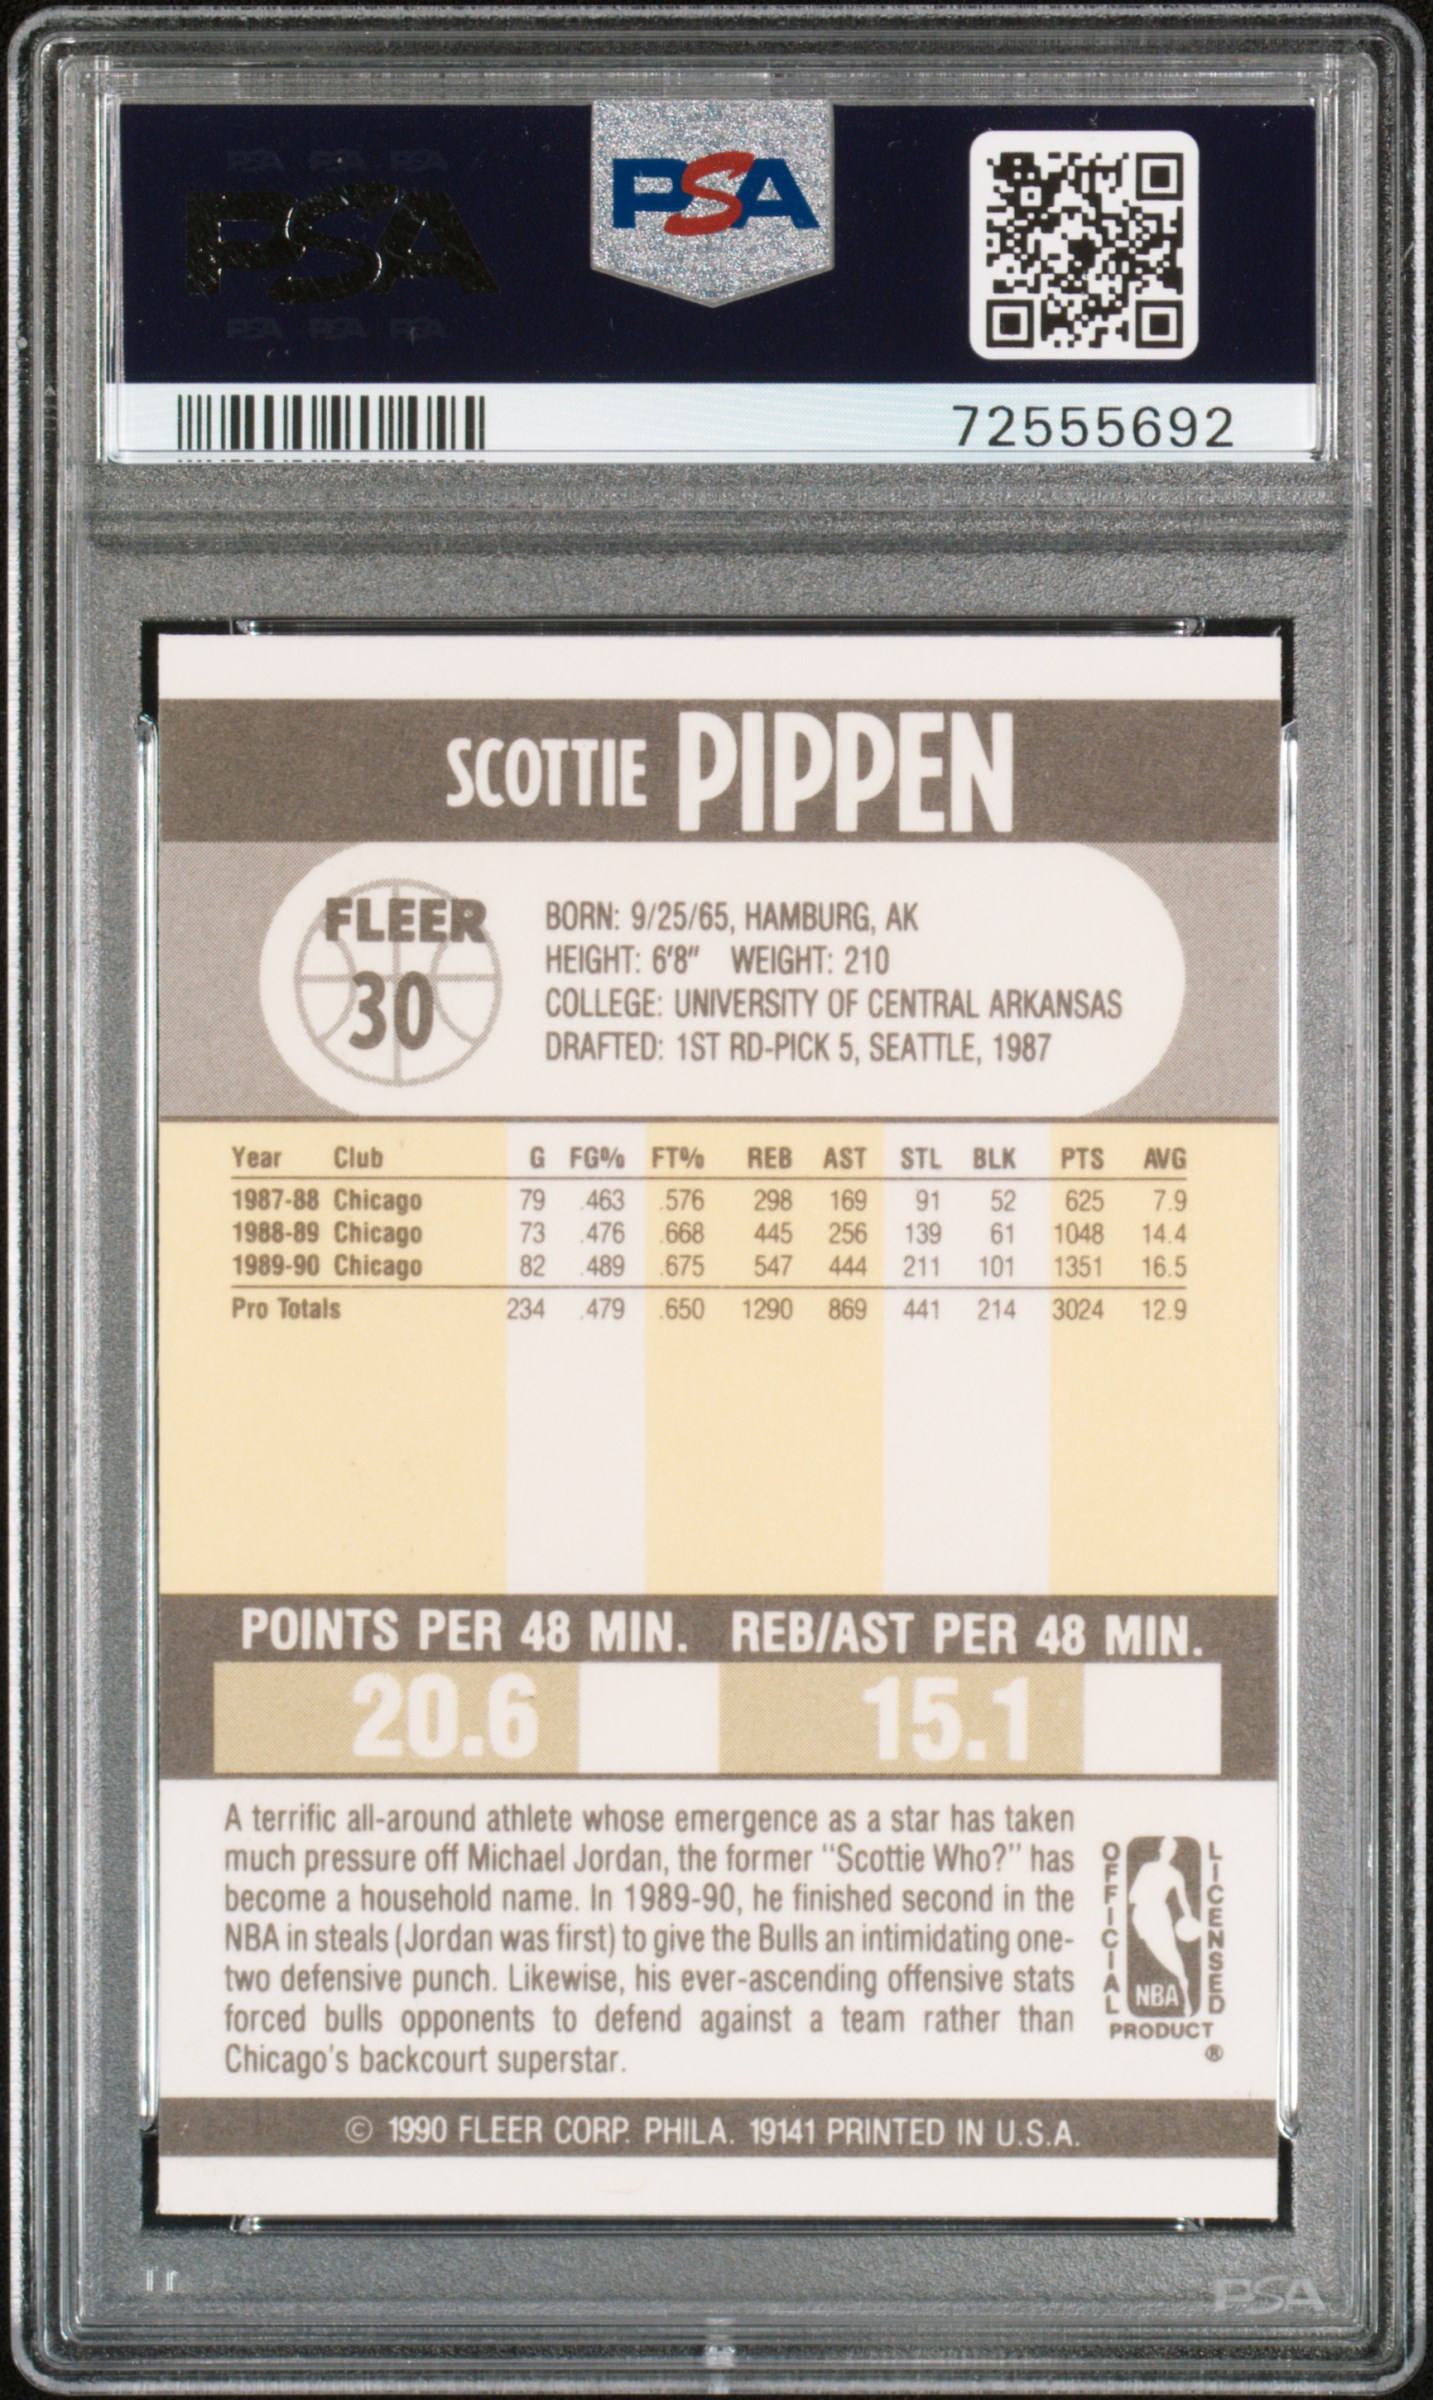 PSA PSA PSA
PSA
PSA PSA PSA
PSA
72555692
SCOTTIE PIPPEN
FLEER
30
BORN: 9/25/65, HAMBURG, AK
HEIGHT: 6'8" WEIGHT: 210
COLLEGE: UNIVERSITY OF CENTRAL ARKANSAS
DRAFTED: 1ST RD-PICK 5, SEATTLE, 1987
Year Club G FG% FT% REB AST STL BLK PTS AVG
1987-88 Chicago 79 .463 .576 298 169 91 52 625 7.9
1988-89 Chicago 73 .476 .668 445 256 139 61 1048 14.4
1989-90 Chicago 82 .489 .675 547 444 211 101 1351 16.5
Pro Totals 234 .479 .650 1290 869 441 214 3024 12.9
POINTS PER 48 MIN. REB/AST PER 48 MIN.
20.6 15.1
A terrific all-around athlete whose emergence as a star has taken
much pressure off Michael Jordan, the former "Scottie Who?" has
become a household name. In 1989-90, he finished second in the
NBA in steals (Jordan was first) to give the Bulls an intimidating one-
two defensive punch. Likewise, his ever-ascending offensive stats
forced bulls opponents to defend against a team rather than
Chicago's backcourt superstar.
OFFICIAL LICENSED
NBA
PRODUCT
®
© 1990 FLEER CORP. PHILA. 19141 PRINTED IN U.S.A.
PSA